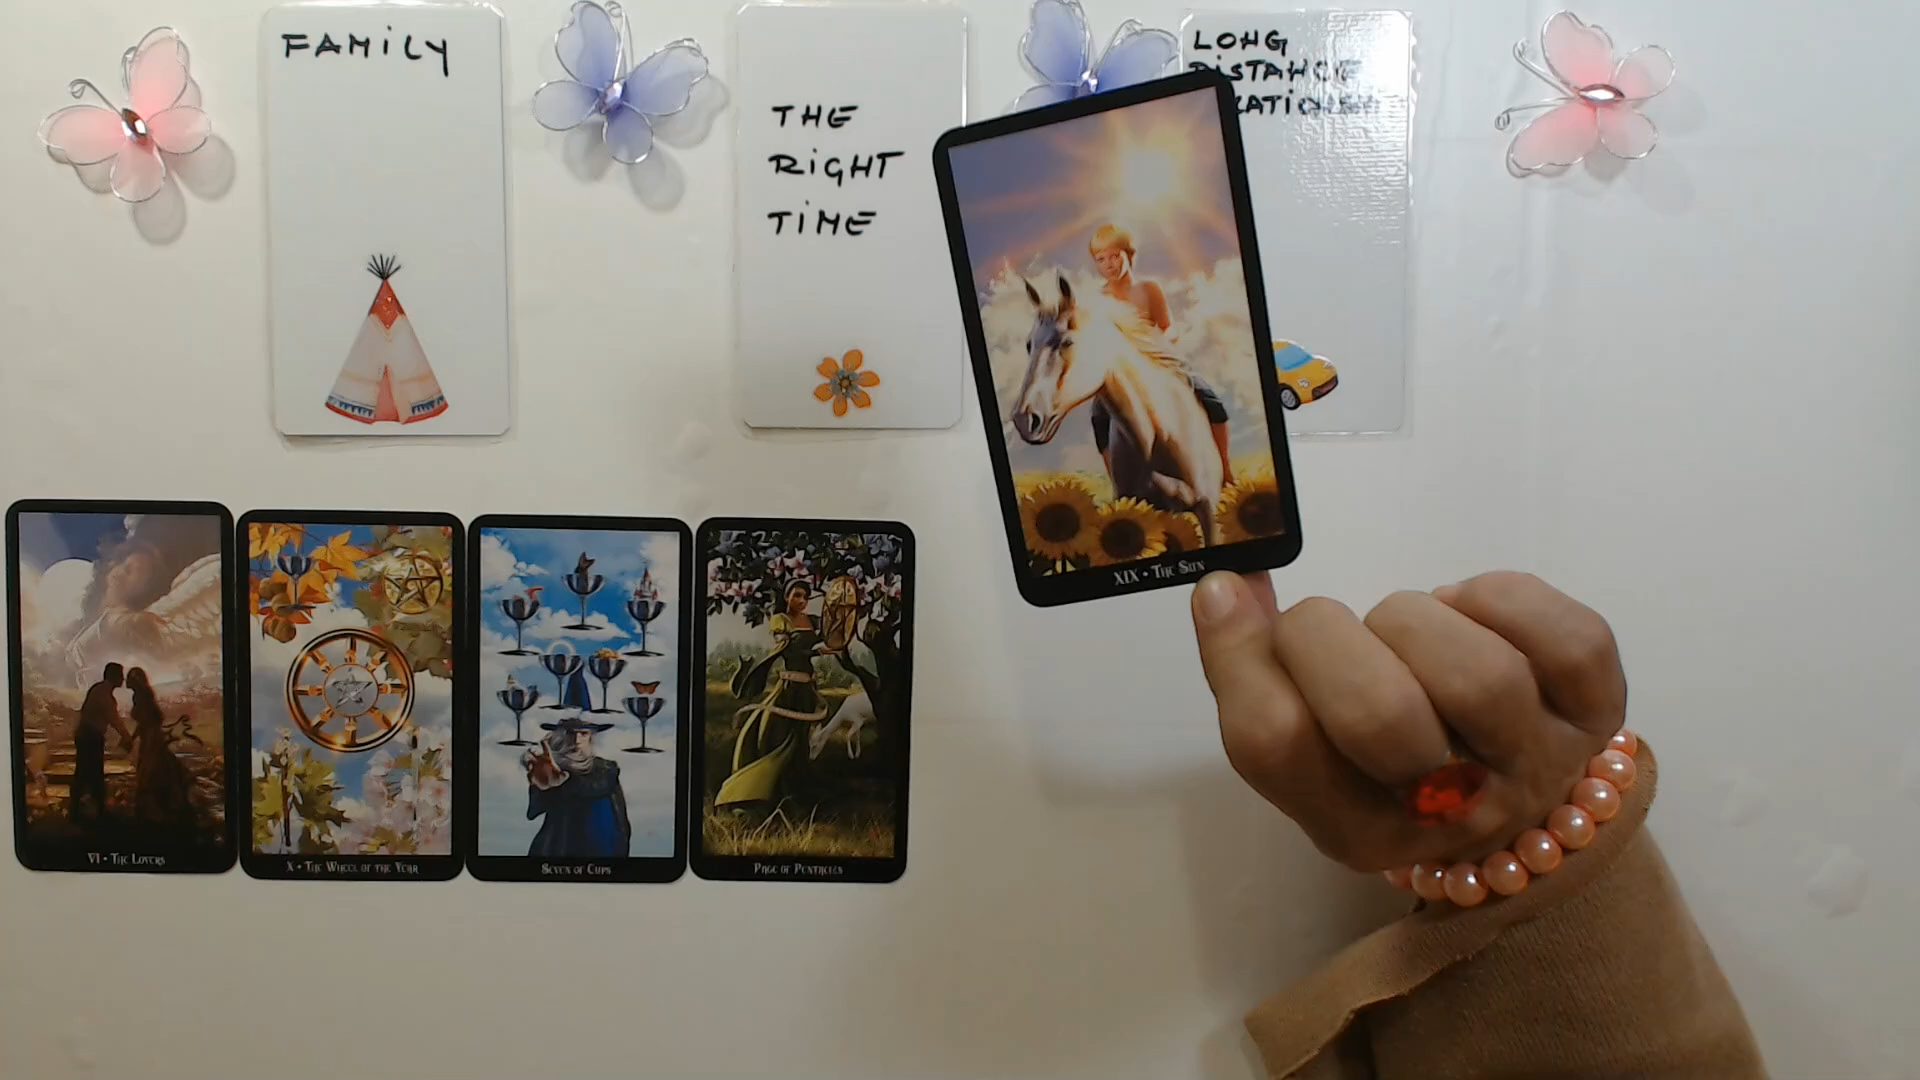 FAMiLY
THE
RiGHT
TiME
LONG
DiSTANCE
XIX • The Sun
VI • The Lovers
X • The Wheel of the Year
Seven of Cups
Page of Pentacles